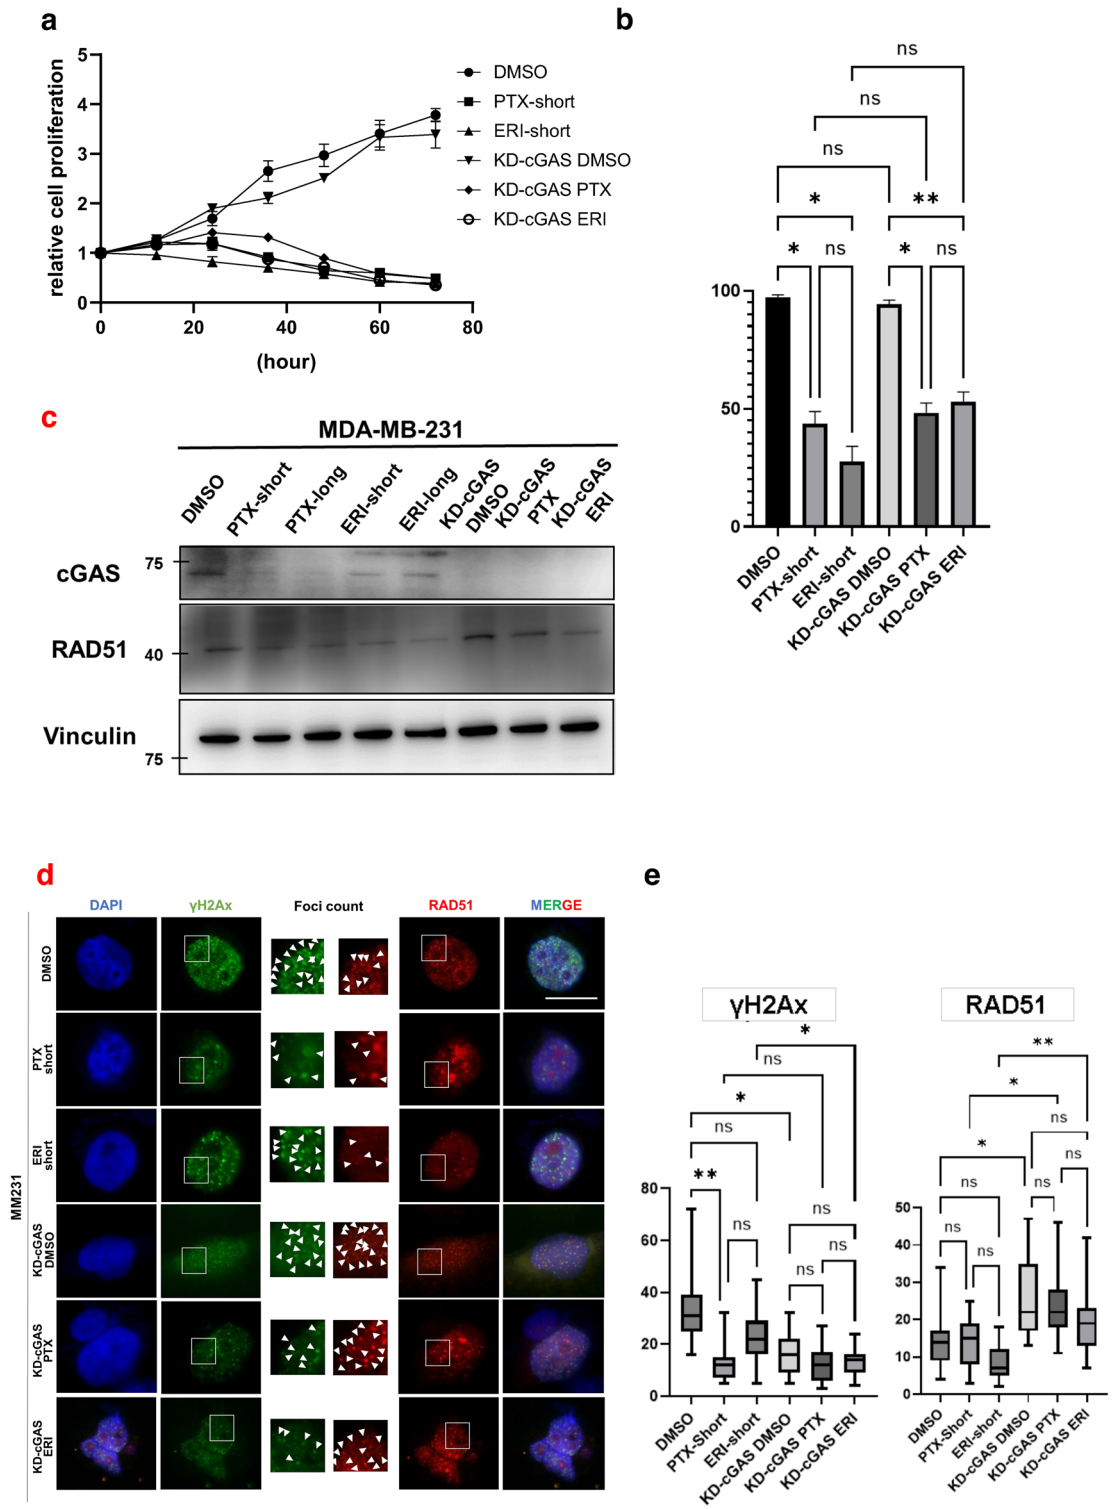 a
relative cell proliferation
5
4
3
2
1
0
0
20
40
60
80
(hour)
DMSO
PTX-short
ERI-short
KD-cGAS DMSO
KD-cGAS PTX
KD-cGAS ERI
b
ns
ns
ns
*
**
*
ns
*
ns
100
50
0
DMSO
PTX-short
ERI-short
KD-cGAS DMSO
KD-cGAS PTX
KD-cGAS ERI
c
MDA-MB-231
DMSO
PTX-short
PTX-long
ERI-short
ERI-long
KD-cGAS
DMSO
KD-cGAS
PTX
KD-cGAS
ERI
cGAS
75
RAD51
40
Vinculin
75
d
DAPI
γH2Ax
Foci count
RAD51
MERGE
MM231
DMSO
PTX
short
ERI
short
KD-cGAS
DMSO
KD-cGAS
PTX
KD-cGAS
ERI
e
γH2Ax
*
ns
*
ns
**
ns
ns
ns
ns
80
60
40
20
0
DMSO
PTX-Short
ERI-short
KD-cGAS DMSO
KD-cGAS PTX
KD-cGAS ERI
RAD51
**
*
ns
*
ns
ns
ns
ns
ns
50
40
30
20
10
0
DMSO
PTX-Short
ERI-short
KD-cGAS DMSO
KD-cGAS PTX
KD-cGAS ERI